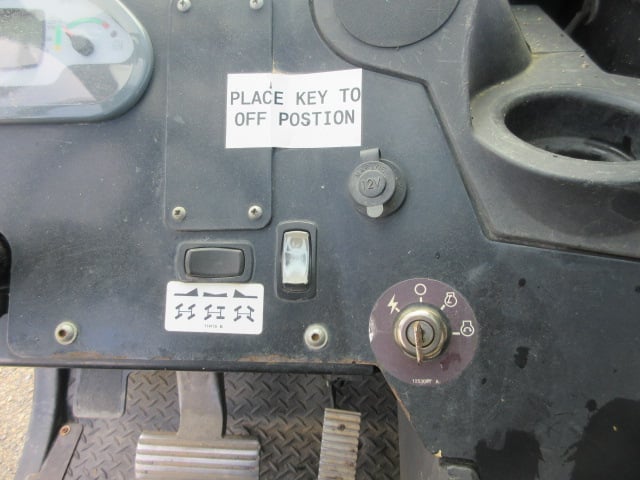 PLACE KEY TO
OFF POSTION
12V